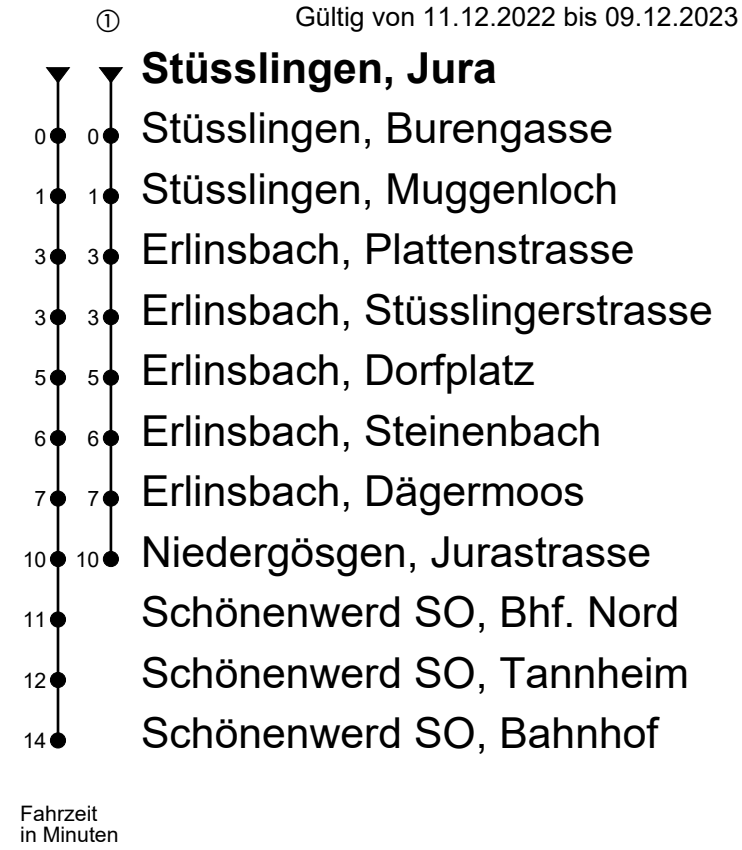 ① Gültig von 11.12.2022 bis 09.12.2023
Stüsslingen, Jura
0 0 Stüsslingen, Burengasse
1 1 Stüsslingen, Muggenloch
3 3 Erlinsbach, Plattenstrasse
3 3 Erlinsbach, Stüsslingerstrasse
5 5 Erlinsbach, Dorfplatz
6 6 Erlinsbach, Steinenbach
7 7 Erlinsbach, Dägermoos
10 10 Niedergösgen, Jurastrasse
11 Schönenwerd SO, Bhf. Nord
12 Schönenwerd SO, Tannheim
14 Schönenwerd SO, Bahnhof
Fahrzeit
in Minuten